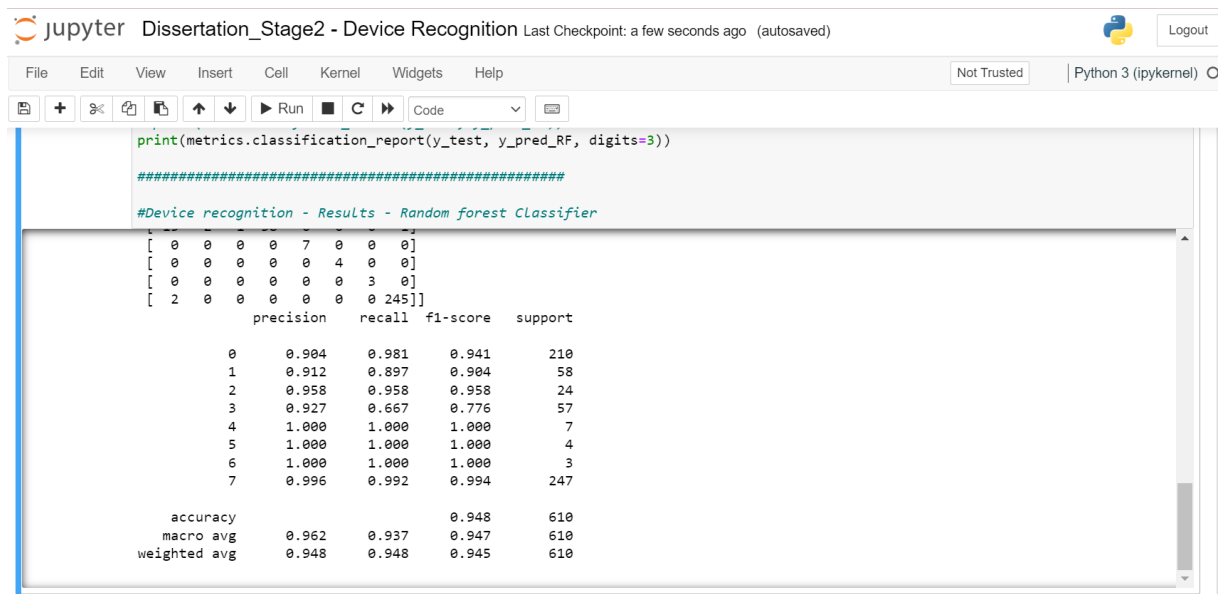 jupyter Dissertation_Stage2 - Device Recognition Last Checkpoint: a few seconds ago (autosaved)
Logout
File Edit View Insert Cell Kernel Widgets Help
Not Trusted
Python 3 (ipykernel)
Run
Code
print(metrics.classification_report(y_test, y_pred_RF, digits=3))
####################################################
#Device recognition - Results - Random forest Classifier
[ 0 0 0 0 7 0 0 0]
[ 0 0 0 0 0 4 0 0]
[ 0 0 0 0 0 0 3 0]
[ 2 0 0 0 0 0 0 245]]
precision recall f1-score support
0 0.904 0.981 0.941 210
1 0.912 0.897 0.904 58
2 0.958 0.958 0.958 24
3 0.927 0.667 0.776 57
4 1.000 1.000 1.000 7
5 1.000 1.000 1.000 4
6 1.000 1.000 1.000 3
7 0.996 0.992 0.994 247
accuracy 0.948 610
macro avg 0.962 0.937 0.947 610
weighted avg 0.948 0.948 0.945 610